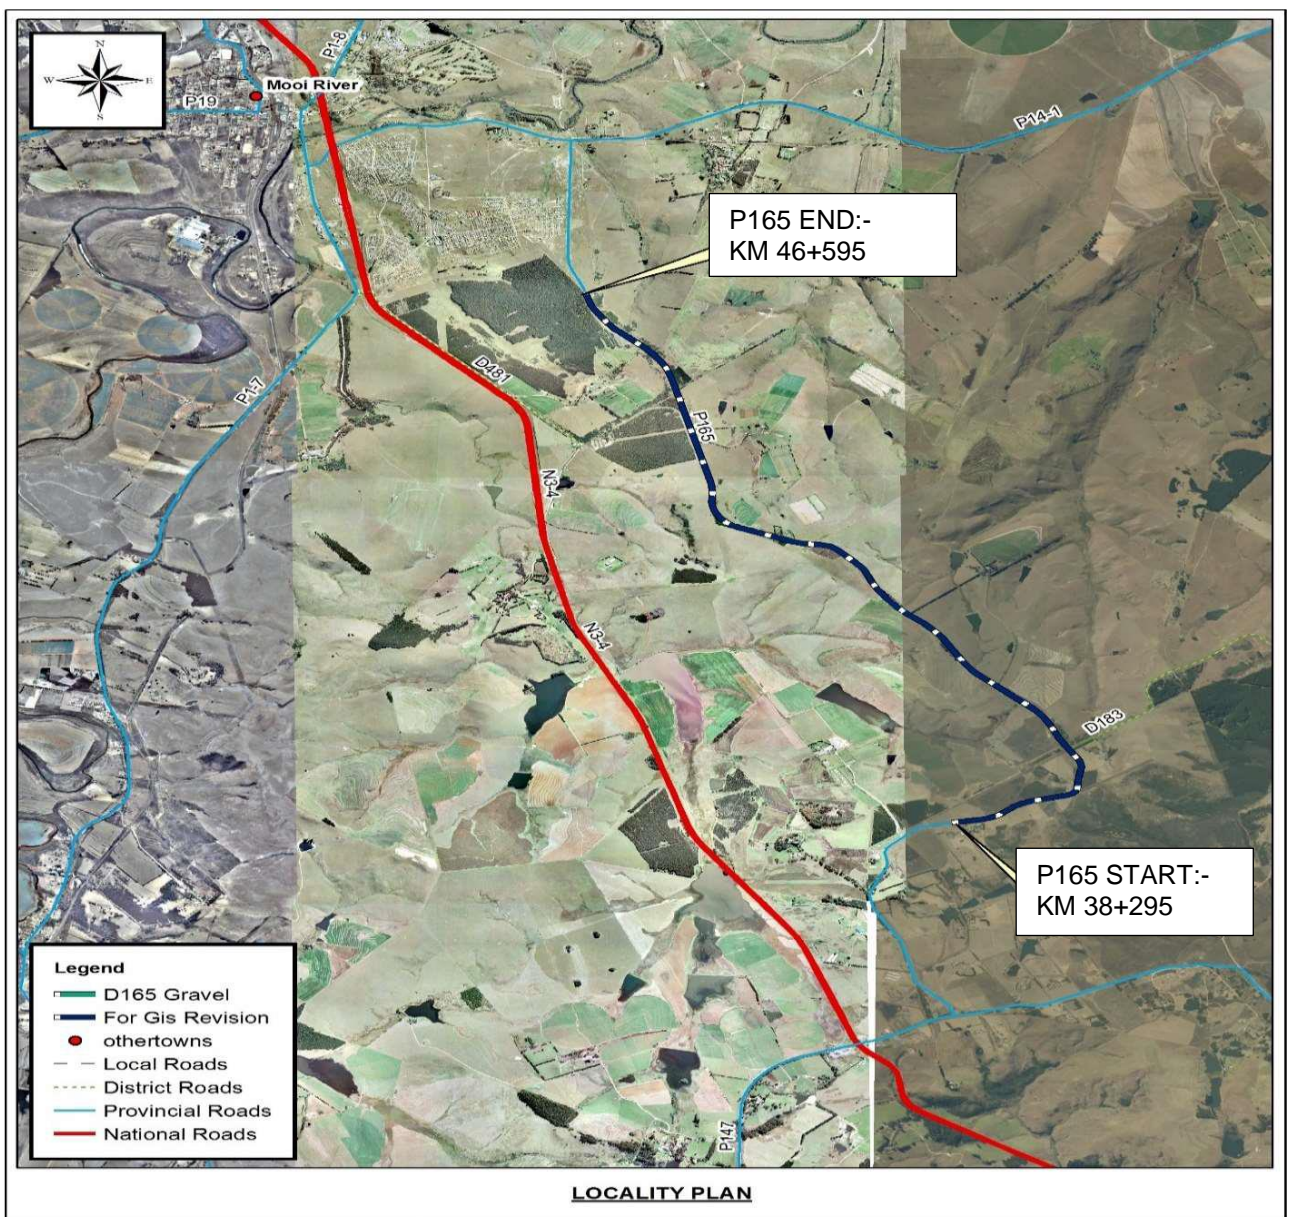 N
W
E
S
P1-8
Mooi River
P19
P14-1
P165 END:-
KM 46+595
D481
P1-7
P165
N3-4
N3-4
D183
P165 START:-
KM 38+295
P147
Legend
D165 Gravel
For Gis Revision
othertowns
Local Roads
District Roads
Provincial Roads
National Roads
LOCALITY PLAN